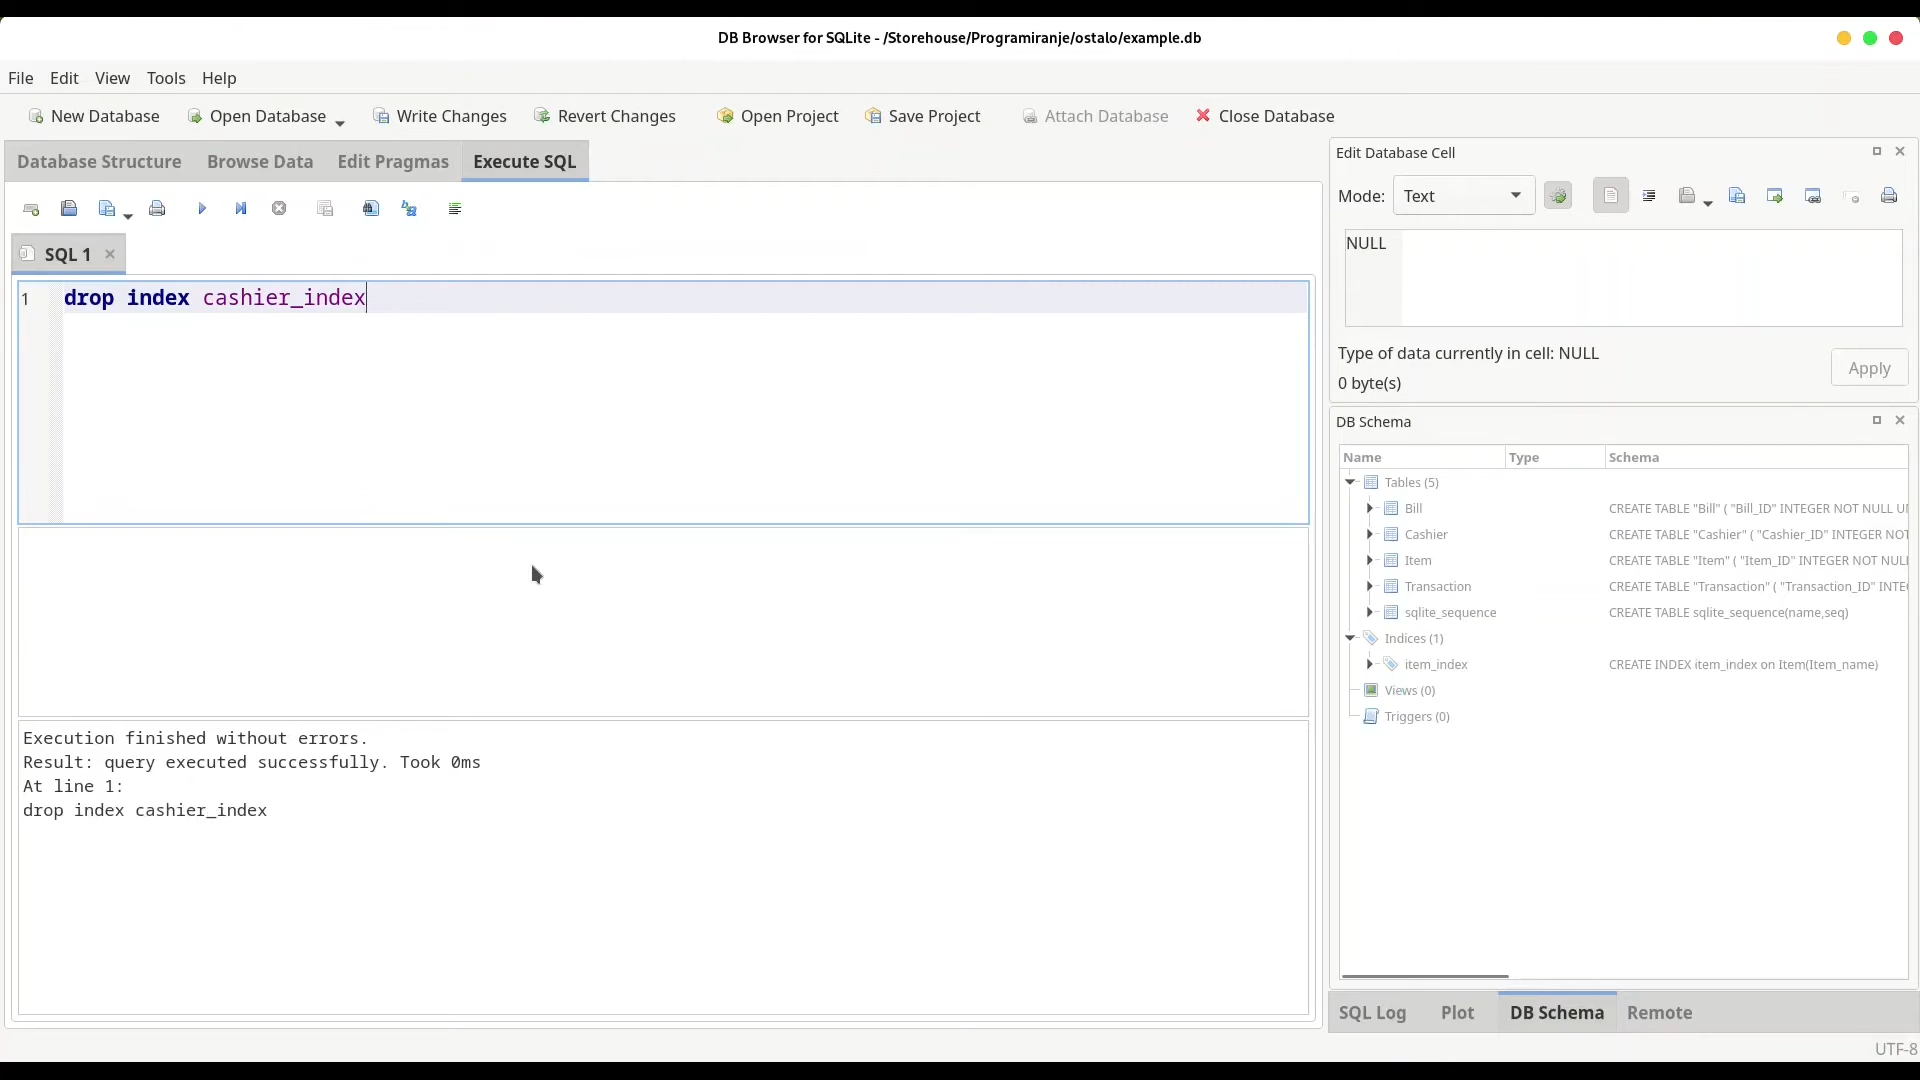 DB Browser for SQLite - /Storehouse/Programiranje/ostalo/example.db
File Edit View Tools Help
New Database Open Database Write Changes Revert Changes Open Project Save Project Attach Database Close Database
Database Structure Browse Data Edit Pragmas Execute SQL
SQL 1
1 drop index cashier_index
Execution finished without errors.
Result: query executed successfully. Took 0ms
At line 1:
drop index cashier_index
Edit Database Cell
Mode: Text
NULL
Type of data currently in cell: NULL
0 byte(s)
Apply
DB Schema
Name Type Schema
Tables (5)
Bill CREATE TABLE "Bill" ( "Bill_ID" INTEGER NOT NULL UI
Cashier CREATE TABLE "Cashier" ( "Cashier_ID" INTEGER NOT
Item CREATE TABLE "Item" ( "Item_ID" INTEGER NOT NULL
Transaction CREATE TABLE "Transaction" ( "Transaction_ID" INTE
sqlite_sequence CREATE TABLE sqlite_sequence(name,seq)
Indices (1)
item_index CREATE INDEX item_index on Item(Item_name)
Views (0)
Triggers (0)
SQL Log Plot DB Schema Remote
UTF-8